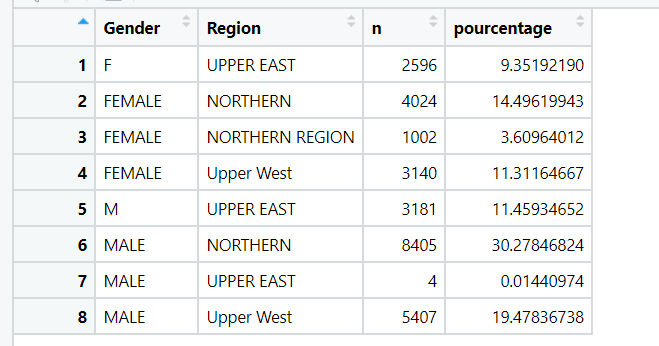 Gender Region n pourcentage
1 F UPPER EAST 2596 9.35192190
2 FEMALE NORTHERN 4024 14.49619943
3 FEMALE NORTHERN REGION 1002 3.60964012
4 FEMALE Upper West 3140 11.31164667
5 M UPPER EAST 3181 11.45934652
6 MALE NORTHERN 8405 30.27846824
7 MALE UPPER EAST 4 0.01440974
8 MALE Upper West 5407 19.47836738